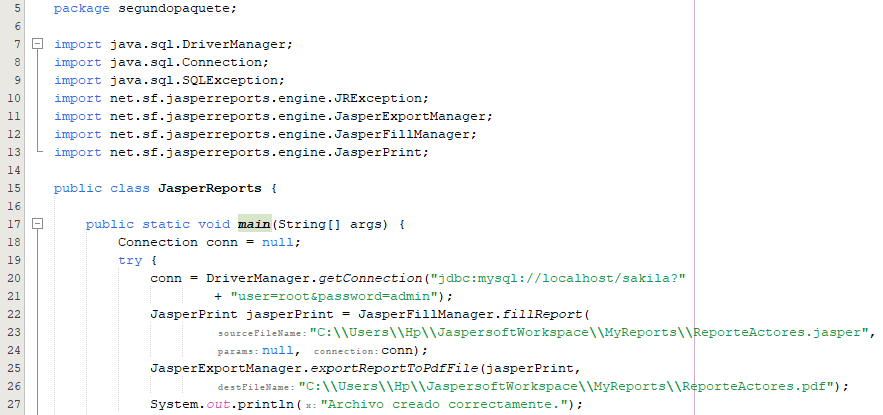 5 package segundopaquete;
6
7 import java.sql.DriverManager;
8 import java.sql.Connection;
9 import java.sql.SQLException;
10 import net.sf.jasperreports.engine.JRException;
11 import net.sf.jasperreports.engine.JasperExportManager;
12 import net.sf.jasperreports.engine.JasperFillManager;
13 import net.sf.jasperreports.engine.JasperPrint;
14
15 public class JasperReports {
16
17 public static void main(String[] args) {
18 Connection conn = null;
19 try {
20 conn = DriverManager.getConnection("jdbc:mysql://localhost/sakila?"
21 + "user=root&password=admin");
22 JasperPrint jasperPrint = JasperFillManager.fillReport(
23 sourceFileName: "C:\\Users\\Hp\\JaspersoftWorkspace\\MyReports\\ReporteActores.jasper",
24 params: null, connection: conn);
25 JasperExportManager.exportReportToPdfFile(jasperPrint,
26 destFileName: "C:\\Users\\Hp\\JaspersoftWorkspace\\MyReports\\ReporteActores.pdf");
27 System.out.println( x: "Archivo creado correctamente.");